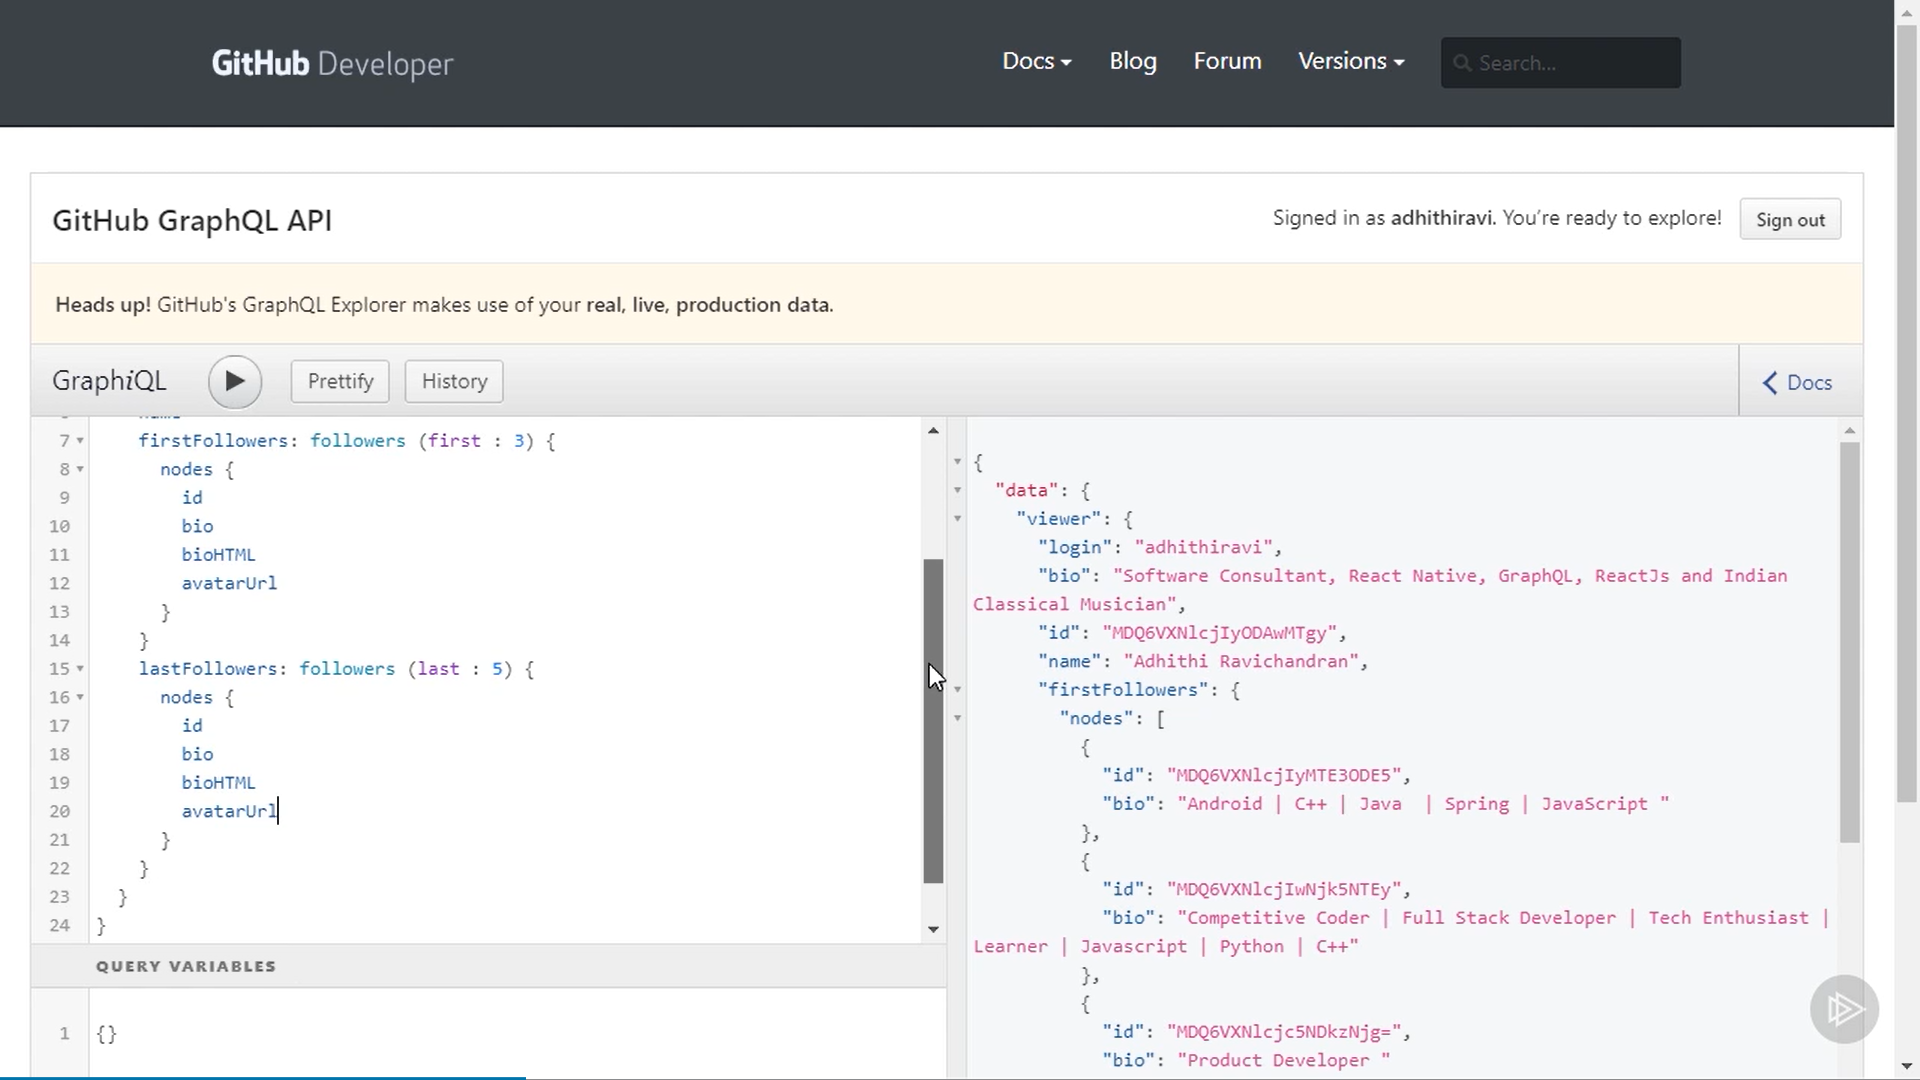 GitHub Developer
Docs
Blog
Forum
Versions
Search...
GitHub GraphQL API
Signed in as adhithiravi. You're ready to explore!
Sign out
Heads up! GitHub's GraphQL Explorer makes use of your real, live, production data.
GraphiQL
Prettify
History
Docs
7 firstFollowers: followers (first : 3) {
8 nodes {
9 id
10 bio
11 bioHTML
12 avatarUrl
13 }
14 }
15 lastFollowers: followers (last : 5) {
16 nodes {
17 id
18 bio
19 bioHTML
20 avatarUrl
21 }
22 }
23 }
24 }
QUERY VARIABLES
1 {}
{
"data": {
"viewer": {
"login": "adhithiravi",
"bio": "Software Consultant, React Native, GraphQL, ReactJs and Indian
Classical Musician",
"id": "MDQ6VXNlcjIyODAwMTgy",
"name": "Adhithi Ravichandran",
"firstFollowers": {
"nodes": [
{
"id": "MDQ6VXNlcjIyMTE3ODE5",
"bio": "Android | C++ | Java  | Spring | JavaScript "
},
{
"id": "MDQ6VXNlcjIwNjk5NTEy",
"bio": "Competitive Coder | Full Stack Developer | Tech Enthusiast |
Learner | Javascript | Python | C++"
},
{
"id": "MDQ6VXNlcjc5NDkzNjg=",
"bio": "Product Developer "